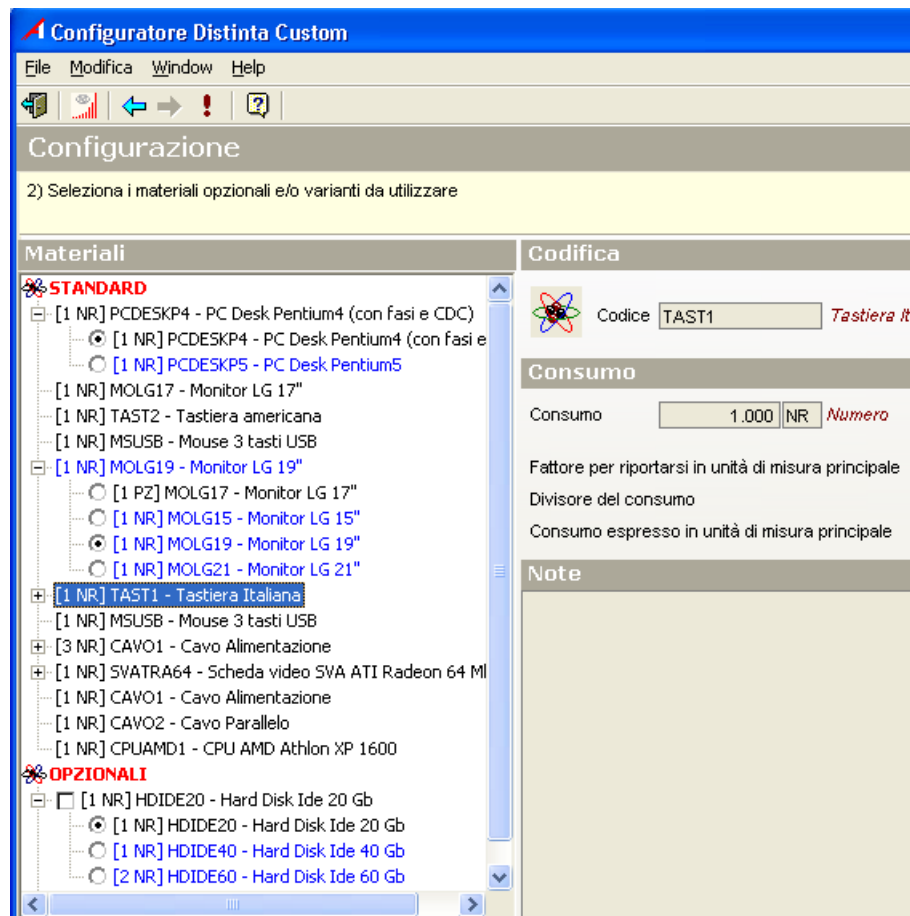 Configuratore Distinta Custom
File Modifica Window Help
Configurazione
2) Seleziona i materiali opzionali e/o varianti da utilizzare
Materiali
STANDARD
[1 NR] PCDESKP4 - PC Desk Pentium4 (con fasi e CDC)
[1 NR] PCDESKP4 - PC Desk Pentium4 (con fasi e
[1 NR] PCDESKP5 - PC Desk Pentium5
[1 NR] MOLG17 - Monitor LG 17"
[1 NR] TAST2 - Tastiera americana
[1 NR] MSUSB - Mouse 3 tasti USB
[1 NR] MOLG19 - Monitor LG 19"
[1 PZ] MOLG17 - Monitor LG 17"
[1 NR] MOLG15 - Monitor LG 15"
[1 NR] MOLG19 - Monitor LG 19"
[1 NR] MOLG21 - Monitor LG 21"
[1 NR] TAST1 - Tastiera Italiana
[1 NR] MSUSB - Mouse 3 tasti USB
[3 NR] CAVO1 - Cavo Alimentazione
[1 NR] SVATRA64 - Scheda video SVA ATI Radeon 64 Ml
[1 NR] CAVO1 - Cavo Alimentazione
[1 NR] CAVO2 - Cavo Parallelo
[1 NR] CPUAMD1 - CPU AMD Athlon XP 1600
OPZIONALI
[1 NR] HDIDE20 - Hard Disk Ide 20 Gb
[1 NR] HDIDE20 - Hard Disk Ide 20 Gb
[1 NR] HDIDE40 - Hard Disk Ide 40 Gb
[2 NR] HDIDE60 - Hard Disk Ide 60 Gb
Codifica
Codice TAST1 Tastiera It
Consumo
Consumo 1.000 NR Numero
Fattore per riportarsi in unità di misura principale
Divisore del consumo
Consumo espresso in unità di misura principale
Note